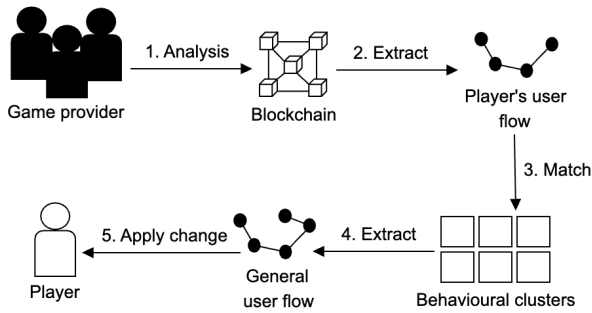 1. Analysis
2. Extract
Game provider
Blockchain
Player's user
flow
3. Match
5. Apply change
4. Extract
Player
General
user flow
Behavioural clusters